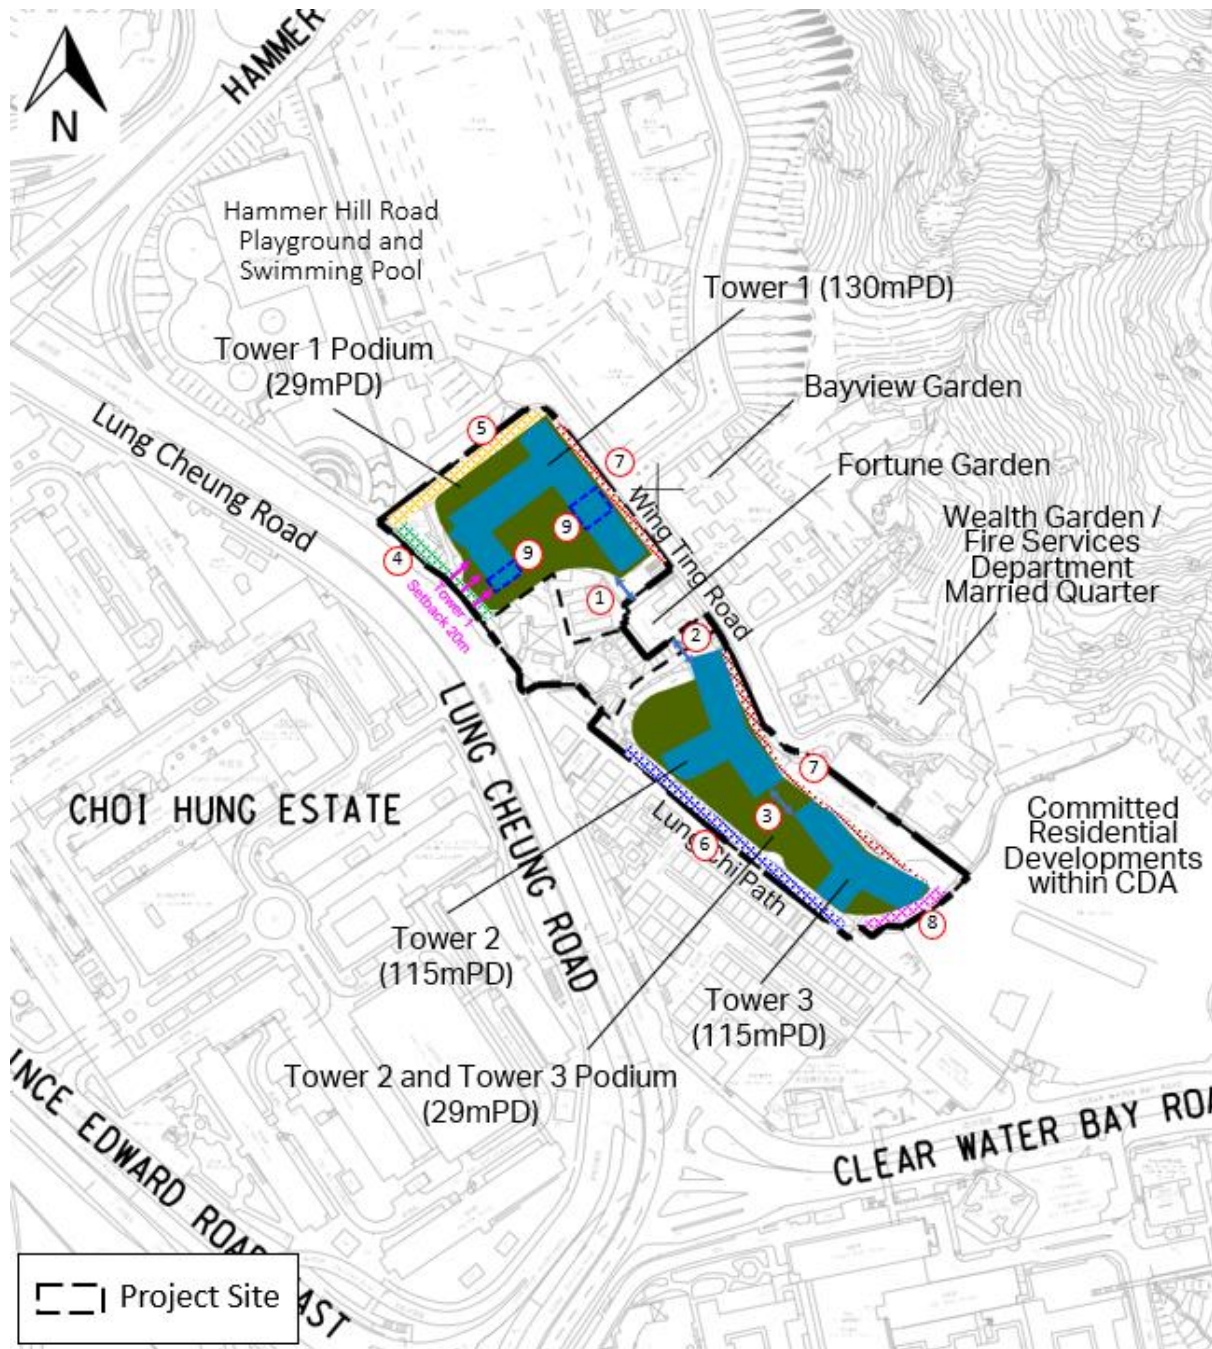 HAMMER
N
Hammer Hill Road
Playground and
Swimming Pool
Tower 1 (130mPD)
Tower 1 Podium
(29mPD)
Bayview Garden
Lung Cheung Road
5
7
Fortune Garden
Wing Ting Road
Wealth Garden /
Fire Services
Department
Married Quarter
9
9
4
Tower 1
Setback 20m
1
2
LUNG CHEUNG ROAD
7
CHOI HUNG ESTATE
3
Lung Chi Path
6
Committed
Residential
Developments
within CDA
8
Tower 2
(115mPD)
Tower 3
(115mPD)
Tower 2 and Tower 3 Podium
(29mPD)
INCE EDWARD ROAD EAST
CLEAR WATER BAY ROA
Project Site